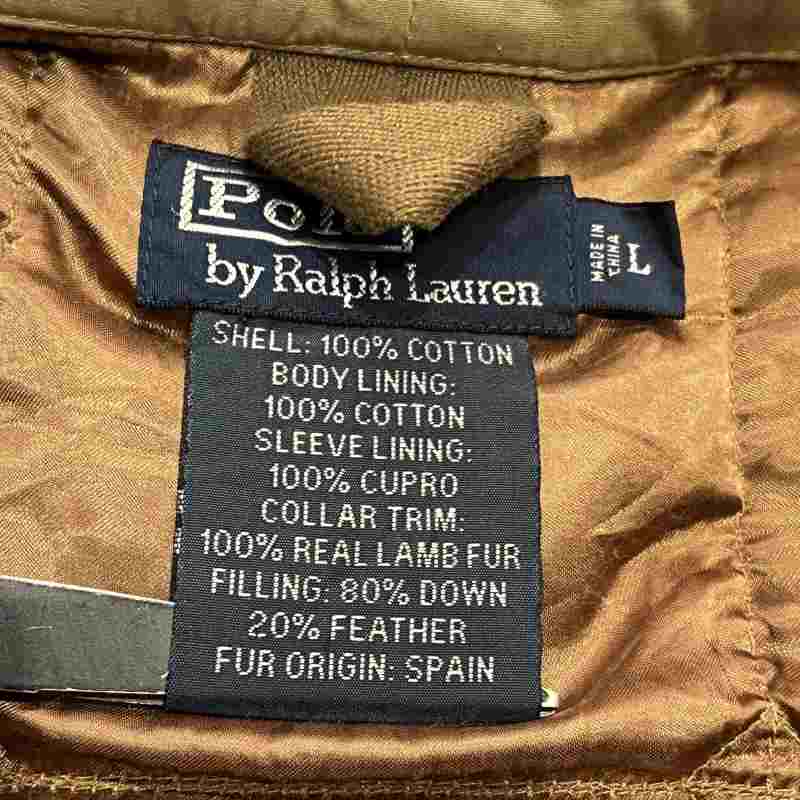 by Ralph Lauren
MADE IN
CHINA
L
SHELL: 100% COTTON
BODY LINING:
100% COTTON
SLEEVE LINING:
100% CUPRO
COLLAR TRIM:
100% REAL LAMB FUR
FILLING: 80% DOWN
20% FEATHER
FUR ORIGIN: SPAIN